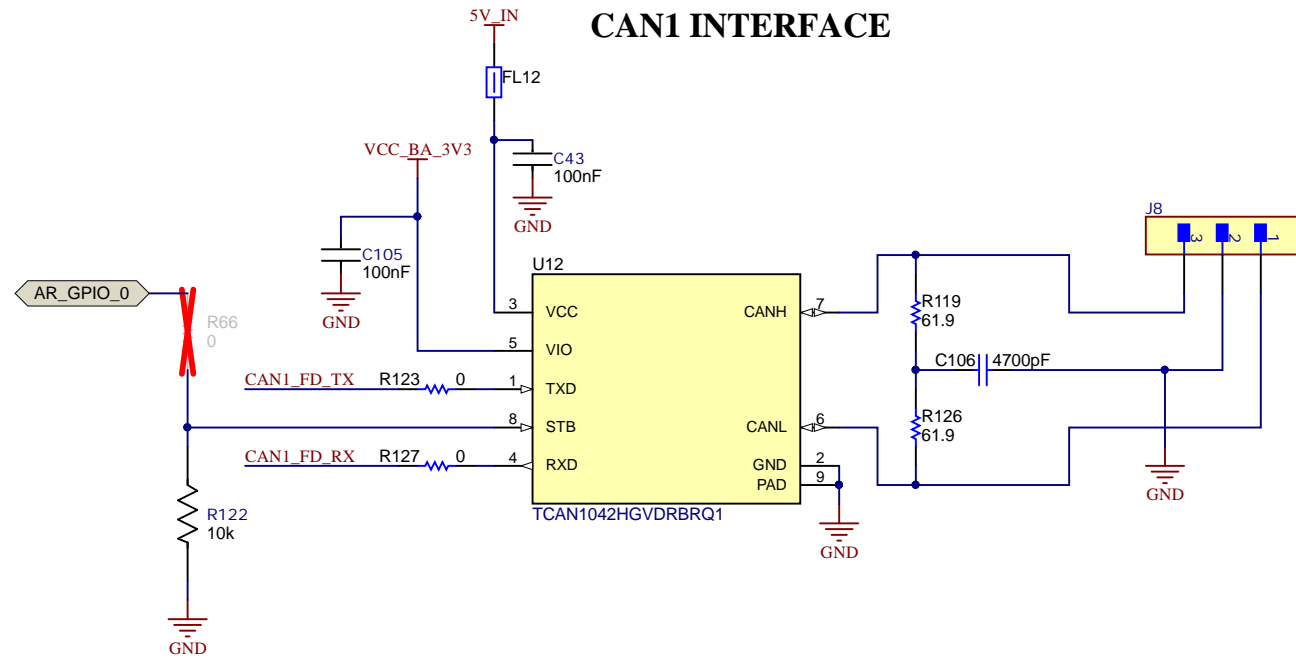 CAN1 INTERFACE
5V_IN
FL12
VCC_BA_3V3
C43
100nF
GND
C105
100nF
GND
J8
3
2
1
AR_GPIO_0
R66
0
U12
3
VCC
CANH
7
5
VIO
R119
61.9
C106
4700pF
CAN1_FD_TX
R123
0
1
TXD
8
STB
CANL
6
R126
61.9
CAN1_FD_RX
R127
0
4
RXD
GND
2
PAD
9
GND
TCAN1042HGVDRBRQ1
GND
R122
10k
GND